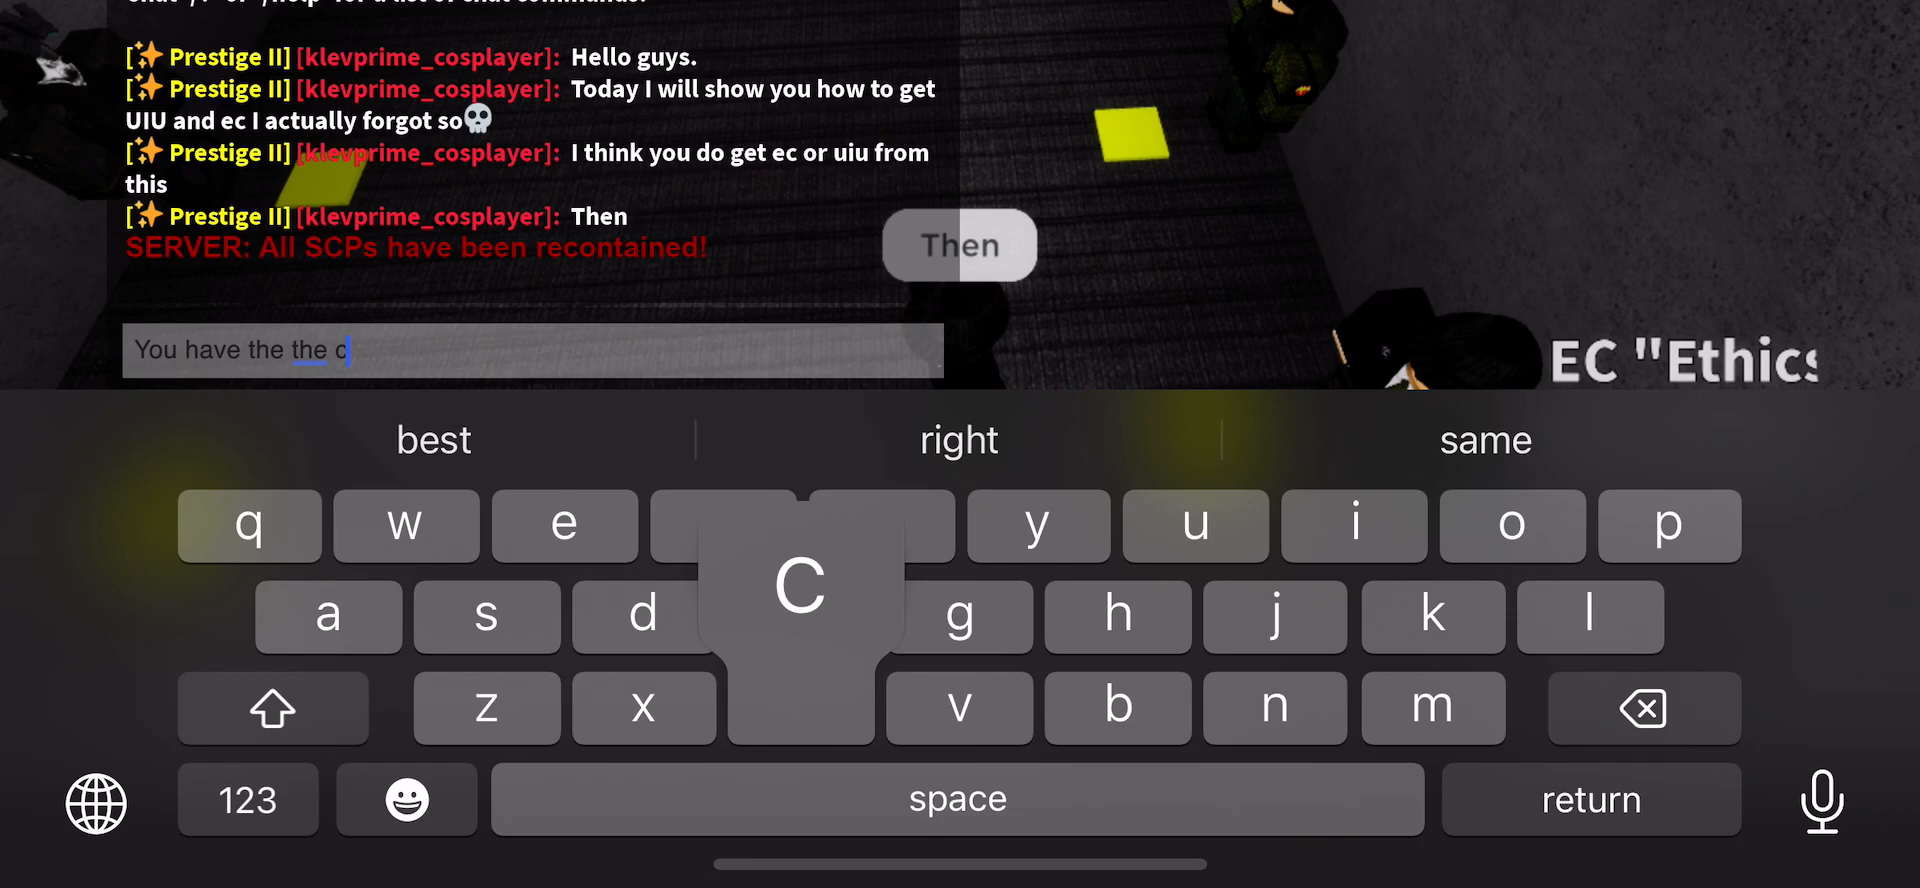 [✨ Prestige II] [klevprime_cosplayer]: Hello guys.
[✨ Prestige II] [klevprime_cosplayer]: Today I will show you how to get
UIU and ec I actually forgot so💀
[✨ Prestige II] [klevprime_cosplayer]: I think you do get ec or uiu from
this
[✨ Prestige II] [klevprime_cosplayer]: Then
SERVER: All SCPs have been recontained!
Then
You have the the c
EC "Ethics
best right same
q w e y u i o p
a s d C g h j k l
z x v b n m
123 space return